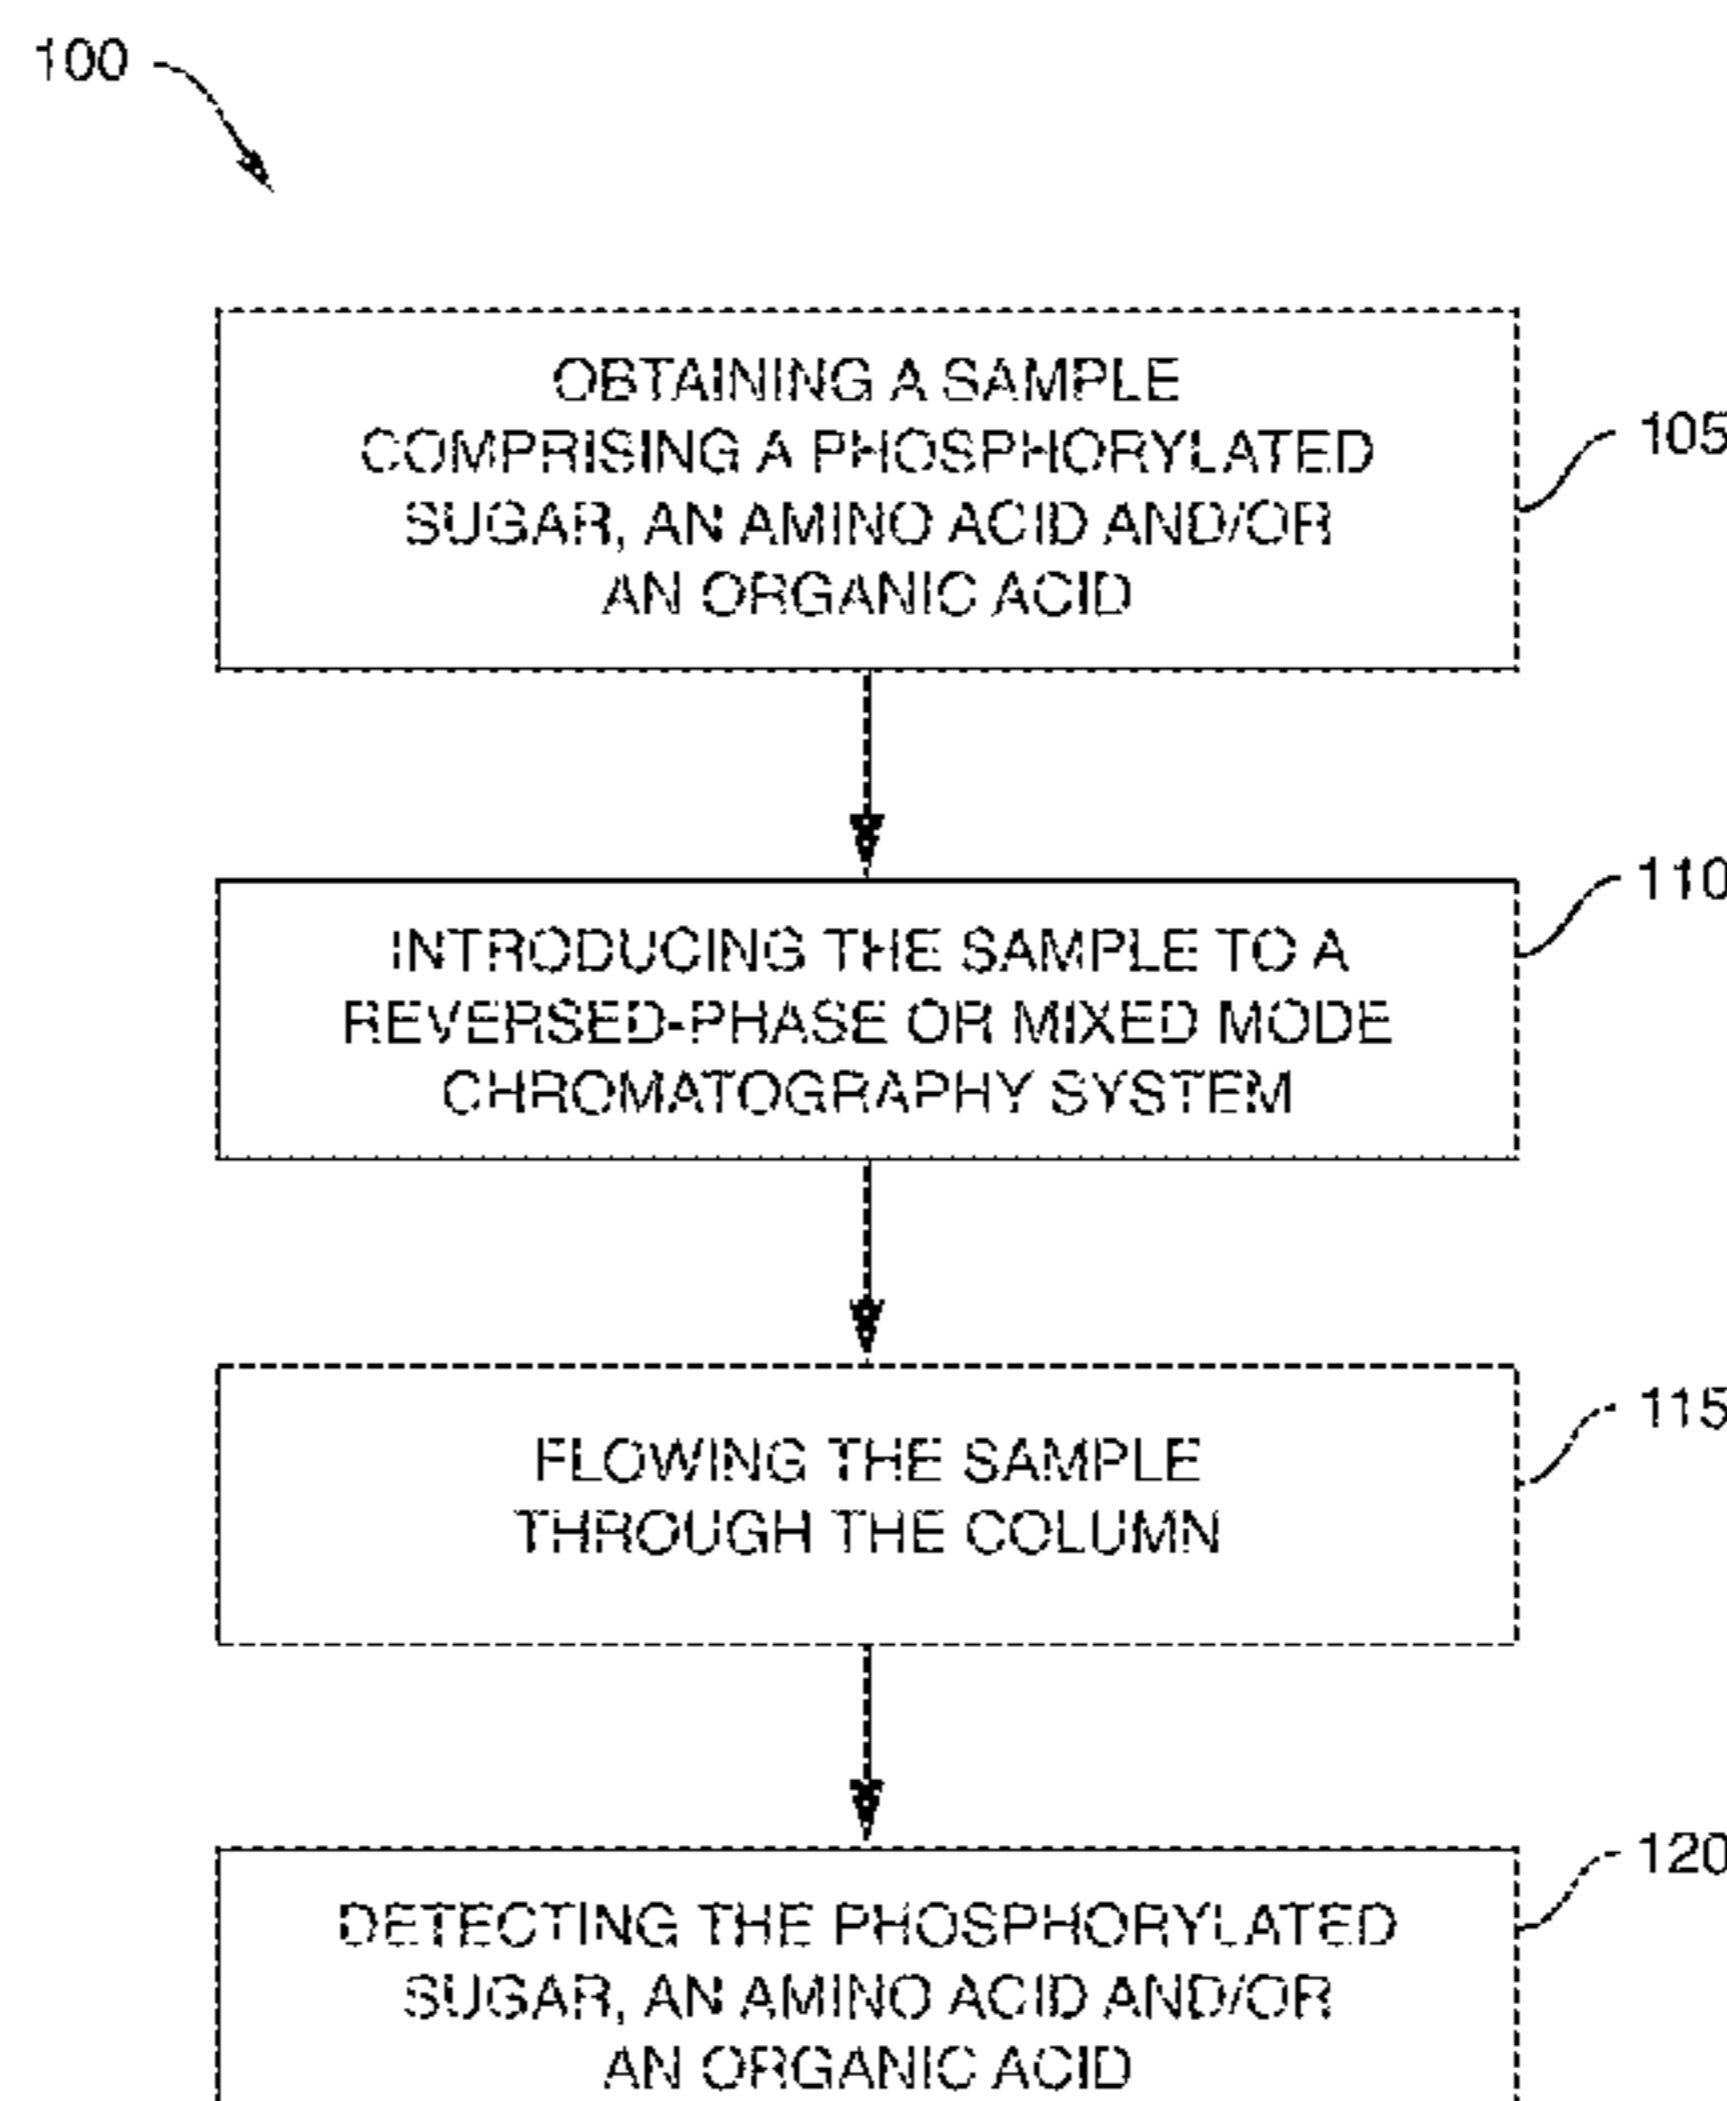 100
OBTAINING A SAMPLE
COMPRISING A PHOSPHORYLATED
SUGAR, AN AMINO ACID AND/OR
AN ORGANIC ACID
105
INTRODUCING THE SAMPLE TO A
REVERSED-PHASE OR MIXED MODE
CHROMATOGRAPHY SYSTEM
110
FLOWING THE SAMPLE
THROUGH THE COLUMN
115
DETECTING THE PHOSPHORYLATED
SUGAR, AN AMINO ACID AND/OR
AN ORGANIC ACID
120